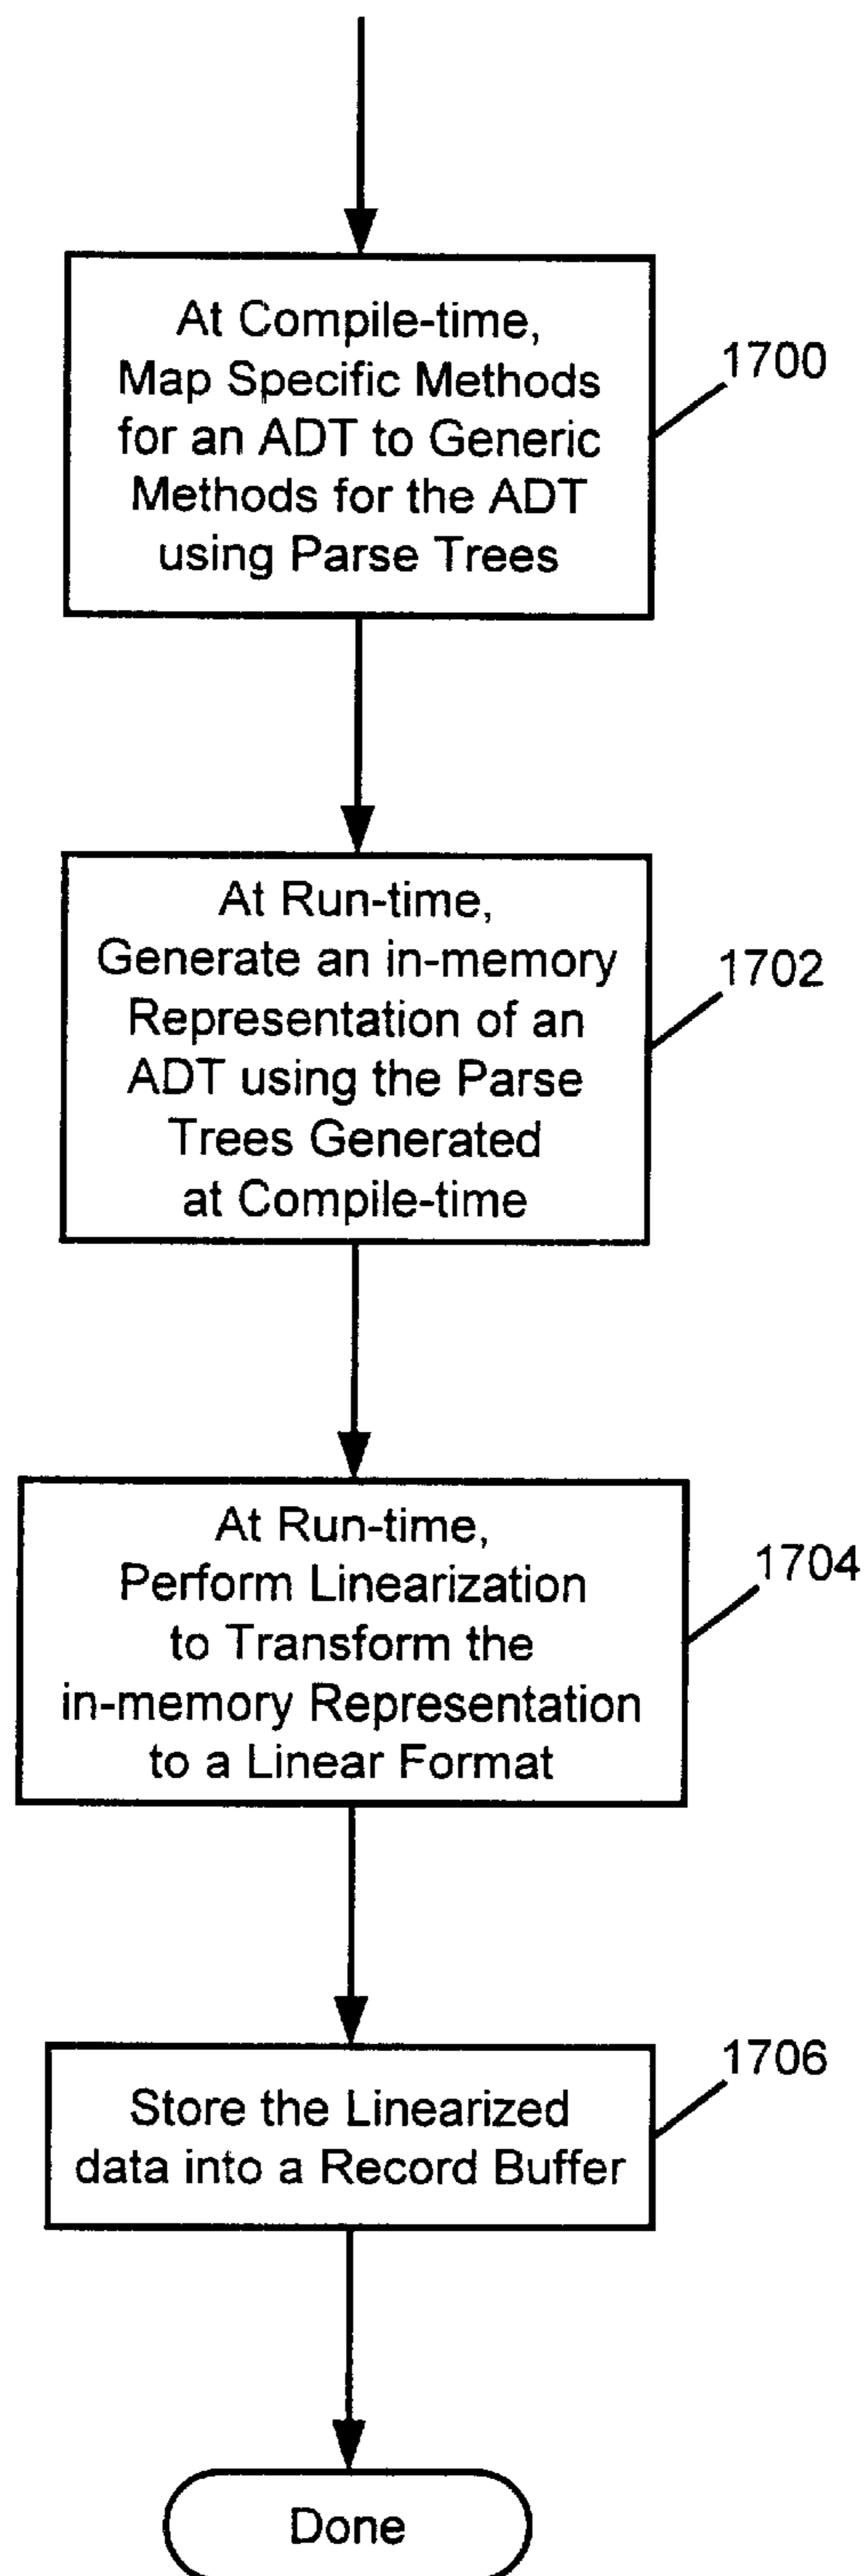 At Compile-time,
Map Specific Methods
for an ADT to Generic
Methods for the ADT
using Parse Trees
1700
At Run-time,
Generate an in-memory
Representation of an
ADT using the Parse
Trees Generated
at Compile-time
1702
At Run-time,
Perform Linearization
to Transform the
in-memory Representation
to a Linear Format
1704
Store the Linearized
data into a Record Buffer
1706
Done